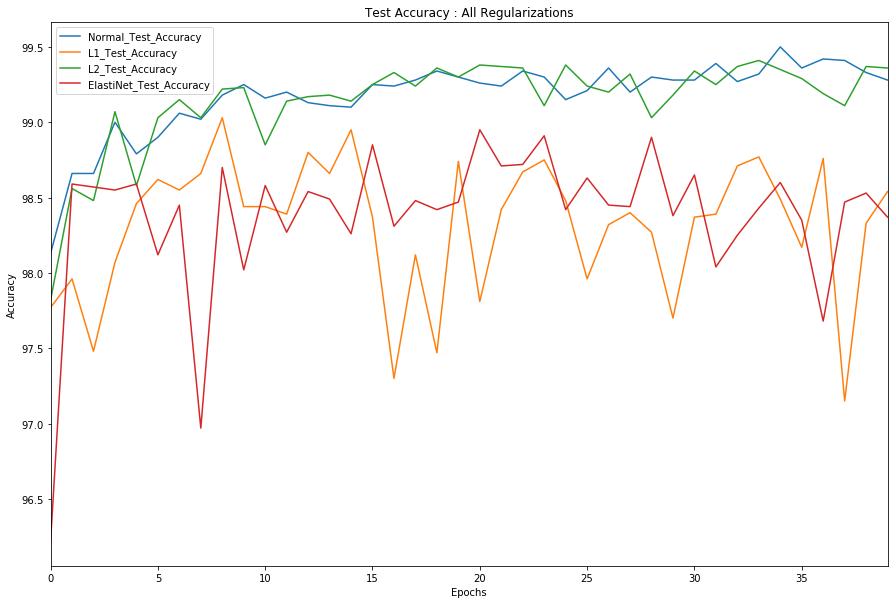 Test Accuracy : All Regularizations
Normal_Test_Accuracy
L1_Test_Accuracy
L2_Test_Accuracy
ElastiNet_Test_Accuracy
99.5
99.0
98.5
98.0
97.5
97.0
96.5
Accuracy
0 5 10 15 20 25 30 35
Epochs